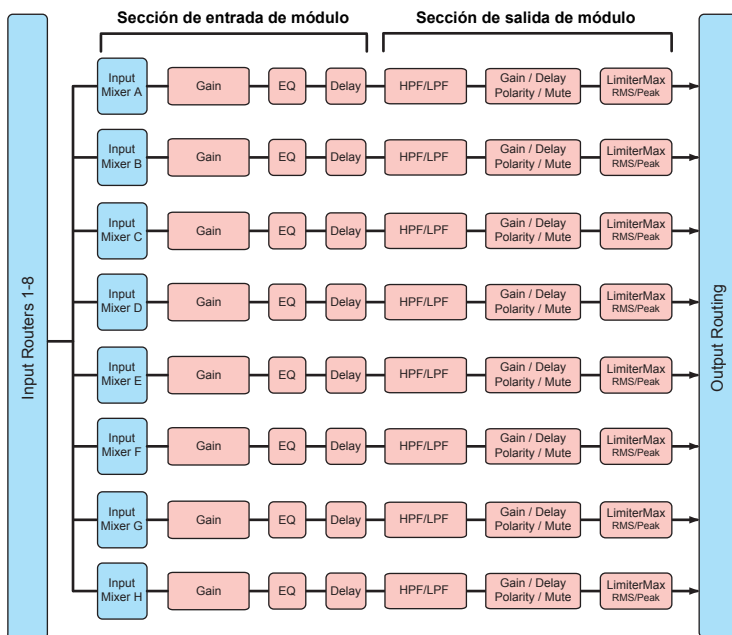 Sección de entrada de módulo
Sección de salida de módulo
Input Routers 1-8
Input
Mixer A
Gain
EQ
Delay
HPF/LPF
Gain / Delay
Polarity / Mute
LimiterMax
RMS/Peak
Input
Mixer B
Gain
EQ
Delay
HPF/LPF
Gain / Delay
Polarity / Mute
LimiterMax
RMS/Peak
Input
Mixer C
Gain
EQ
Delay
HPF/LPF
Gain / Delay
Polarity / Mute
LimiterMax
RMS/Peak
Input
Mixer D
Gain
EQ
Delay
HPF/LPF
Gain / Delay
Polarity / Mute
LimiterMax
RMS/Peak
Input
Mixer E
Gain
EQ
Delay
HPF/LPF
Gain / Delay
Polarity / Mute
LimiterMax
RMS/Peak
Input
Mixer F
Gain
EQ
Delay
HPF/LPF
Gain / Delay
Polarity / Mute
LimiterMax
RMS/Peak
Input
Mixer G
Gain
EQ
Delay
HPF/LPF
Gain / Delay
Polarity / Mute
LimiterMax
RMS/Peak
Input
Mixer H
Gain
EQ
Delay
HPF/LPF
Gain / Delay
Polarity / Mute
LimiterMax
RMS/Peak
Output Routing